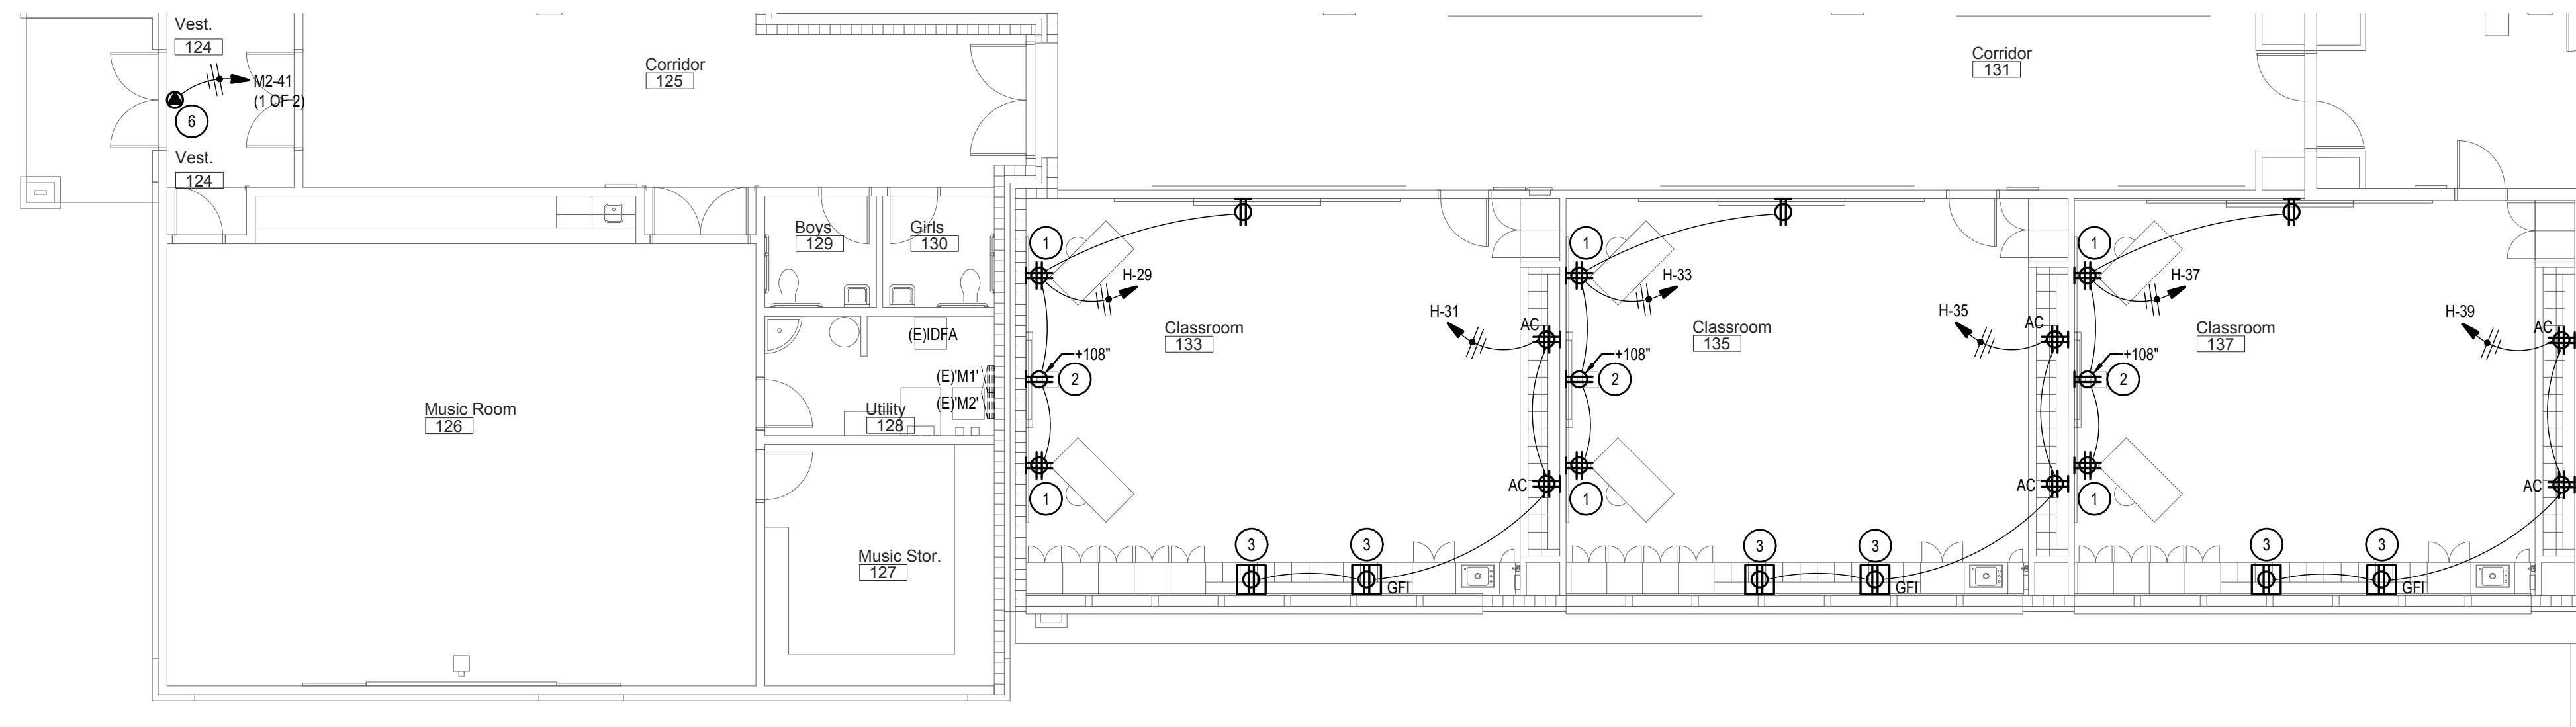 Vest.
124
M2-41
(1 OF 2)
6
Vest.
124
Corridor
125
Corridor
131
Boys
129
Girls
130
(E)IDFA
(E)'M1'
(E)'M2'
Utility
128
Music Room
126
Music Stor.
127
1
H-29
Classroom
133
H-31
AC
+108"
2
AC
1
3
3
GFI
1
H-33
Classroom
135
H-35
AC
+108"
2
AC
1
3
3
GFI
1
H-37
Classroom
137
H-39
AC
+108"
2
AC
1
3
3
GFI